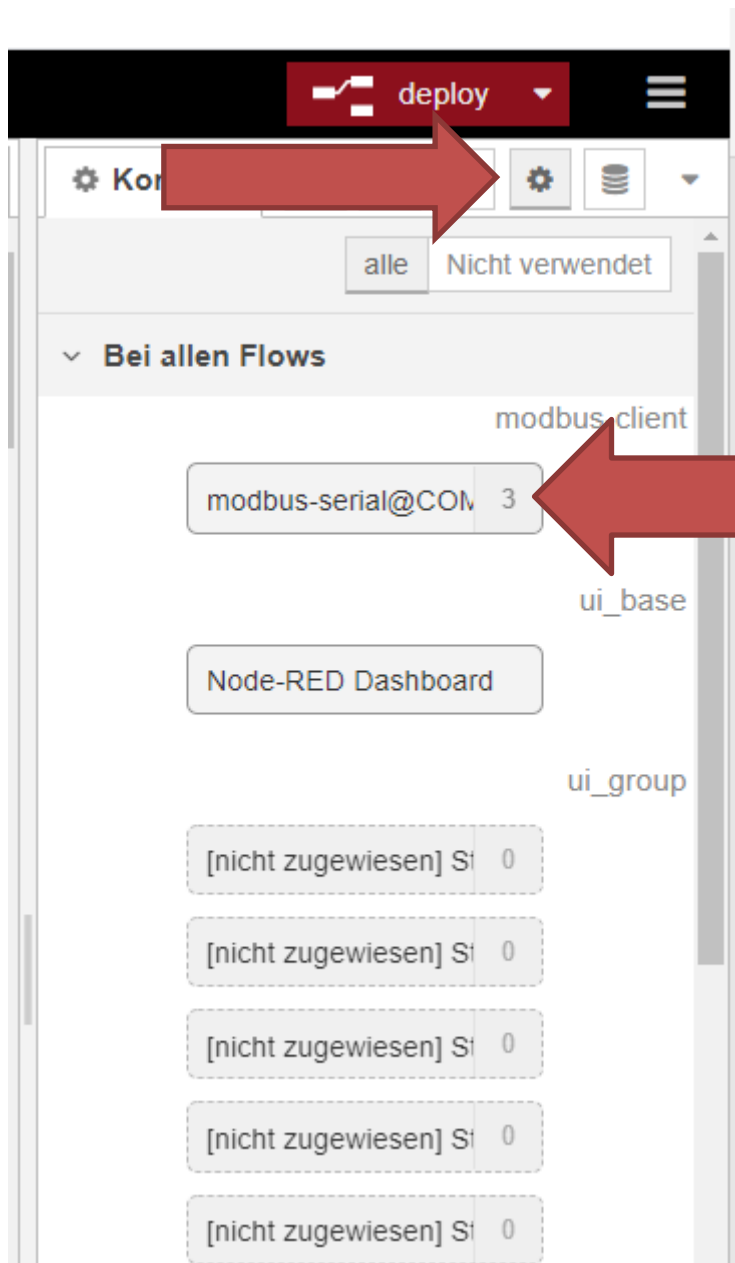 deploy
Kor
alle Nicht verwendet
Bei allen Flows
modbus-client
modbus-serial@COM 3
ui_base
Node-RED Dashboard
ui_group
[nicht zugewiesen] St 0
[nicht zugewiesen] St 0
[nicht zugewiesen] St 0
[nicht zugewiesen] St 0
[nicht zugewiesen] St 0